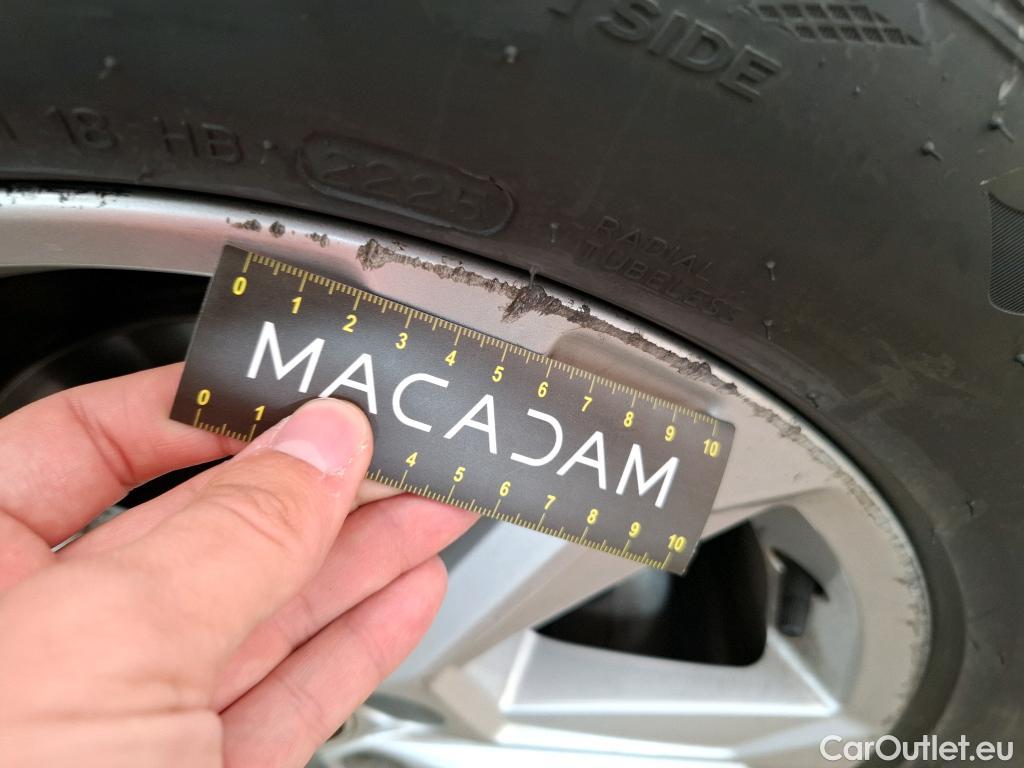 SIDE
18 HB
2225
RADIAL
TUBELESS
0 1 2 3 4 5 6 7 8 9 10
MACADAM
0 1 4 5 6 7 8 9 10
CarOutlet.eu